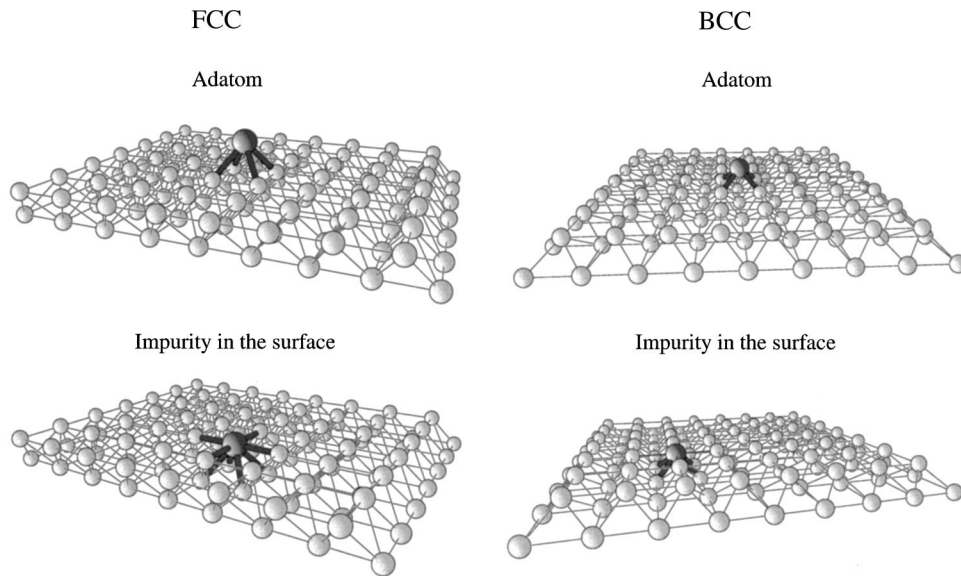 FCC
BCC
Adatom
Adatom
Impurity in the surface
Impurity in the surface